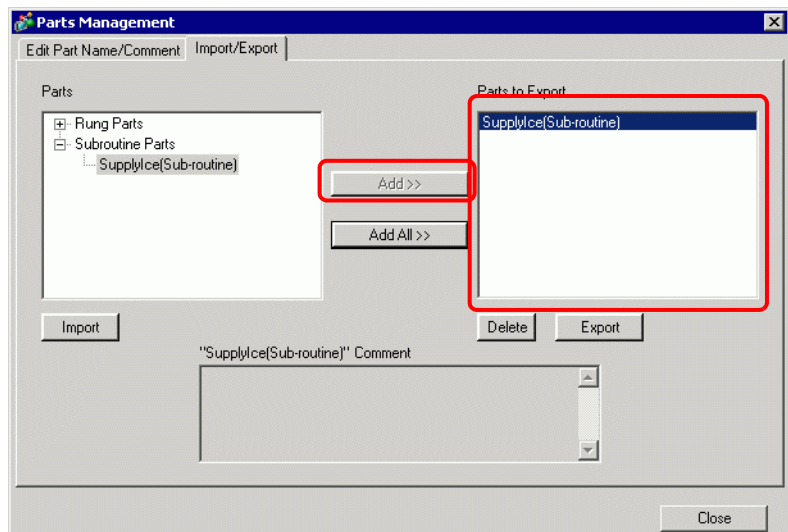 Parts Management
Edit Part Name/Comment
Import/Export
Parts
Parts to Export
Rung Parts
Subroutine Parts
SupplyIce(Sub-routine)
SupplyIce(Sub-routine)
Add >>
Add All >>
Import
Delete
Export
"SupplyIce(Sub-routine)" Comment
Close